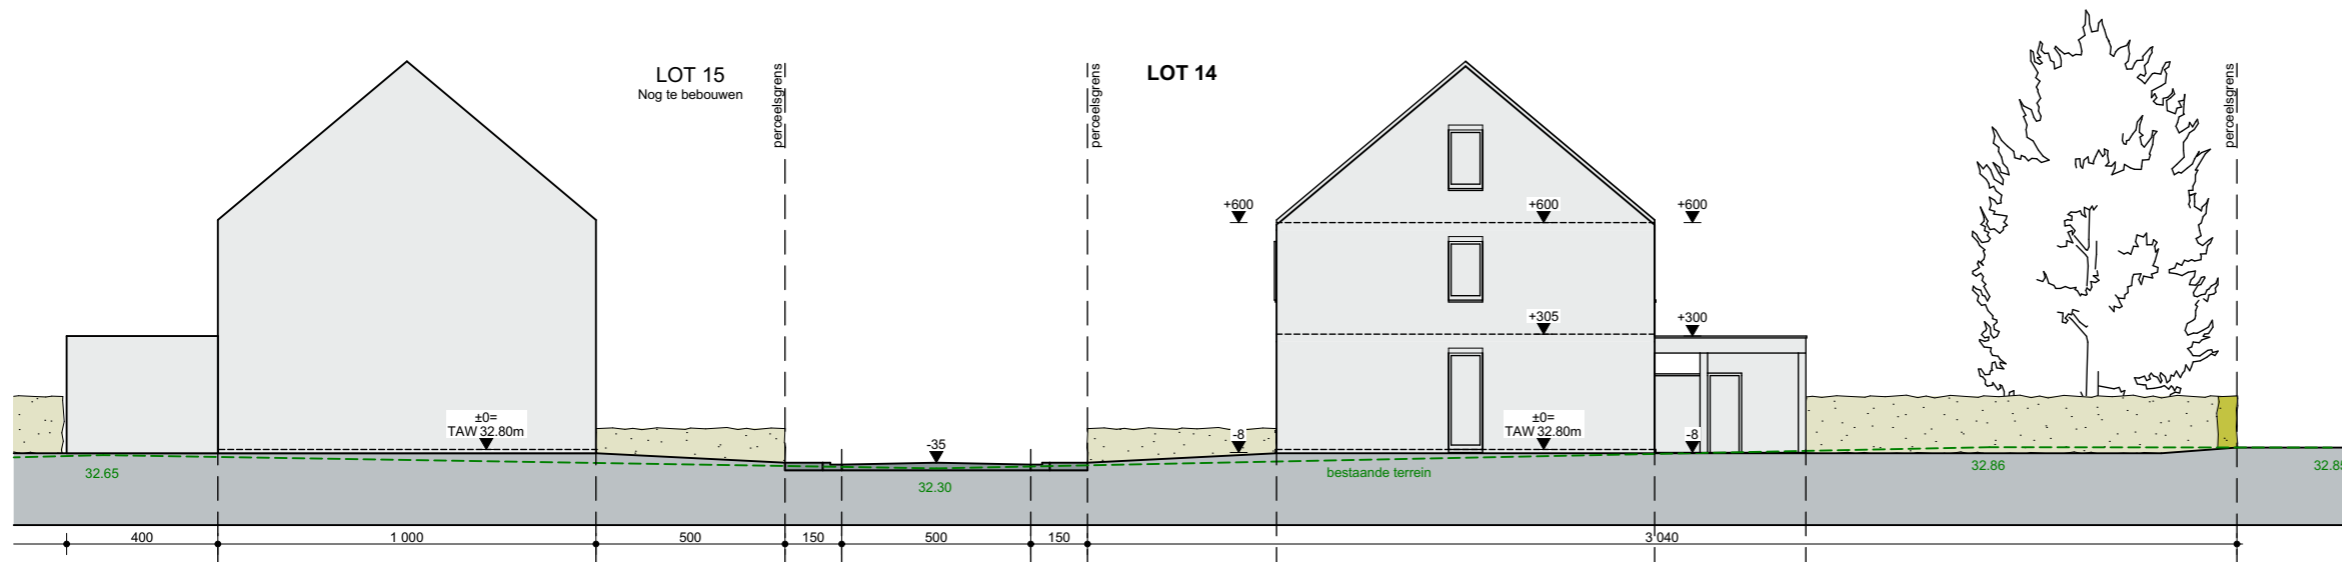 LOT 15
Nog te bebouwen
perceelsgrens
perceelsgrens
LOT 14
perceelsgrens
+600
+600
+600
+305
+300
±0=
TAW 32.80m
-35
-8
±0=
TAW 32.80m
-8
32.65
32.30
bestaande terrein
32.86
32.85
400
1 000
500
150
500
150
3 040